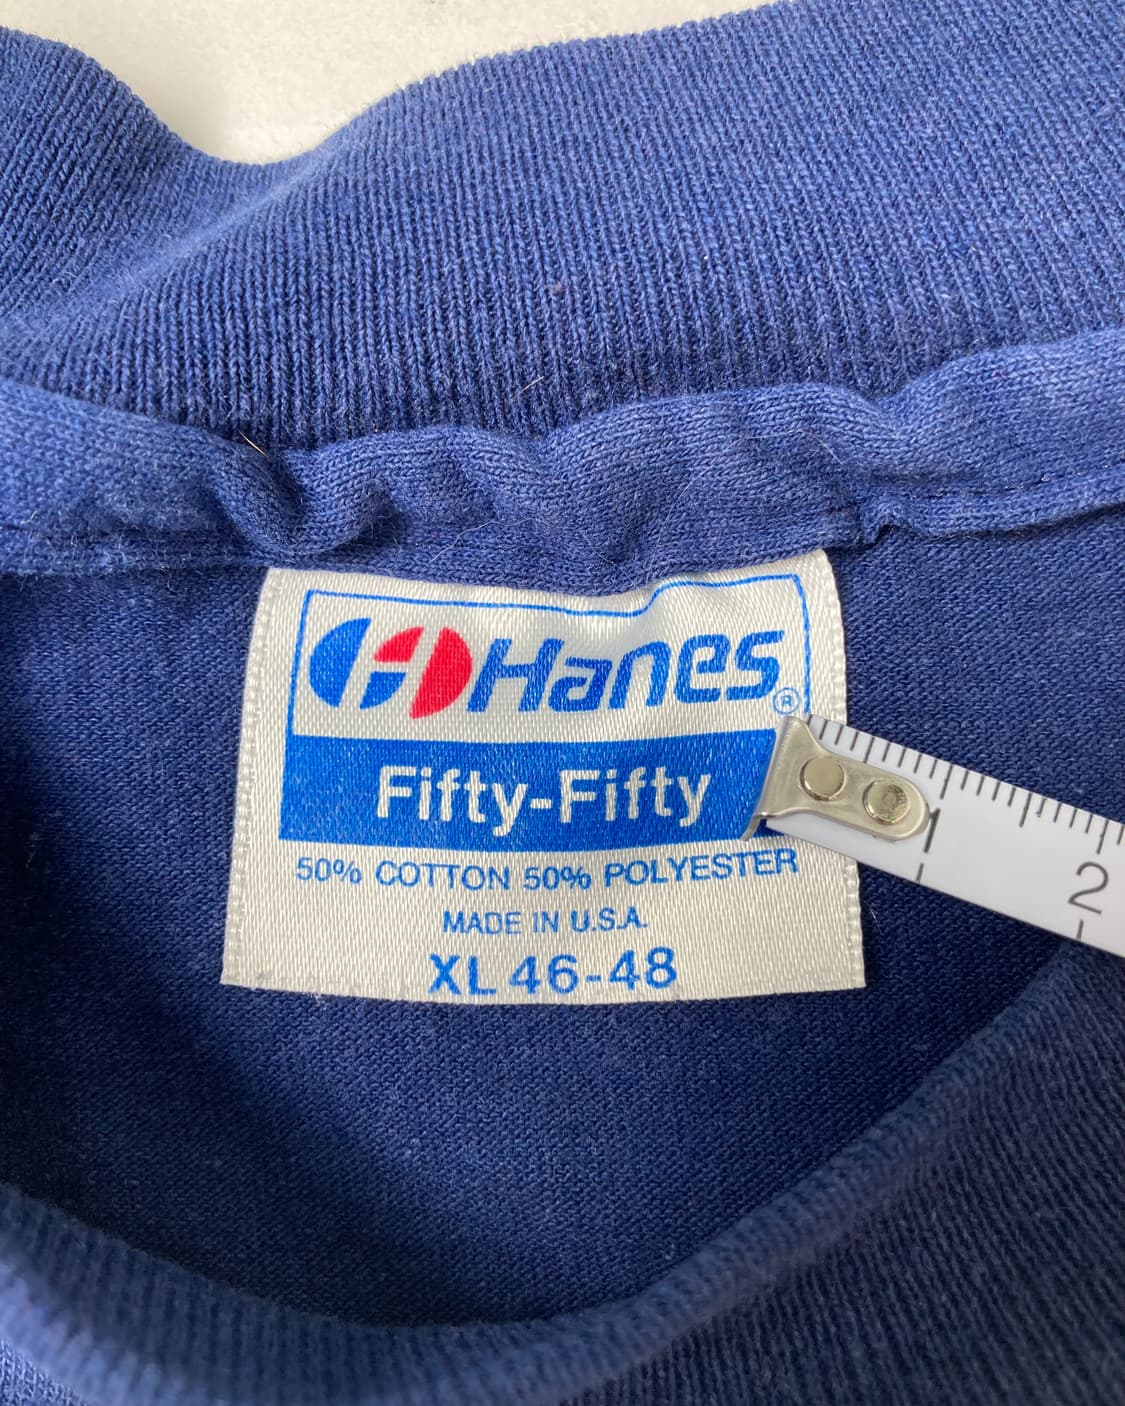 Hanes®
Fifty-Fifty
50% COTTON 50% POLYESTER
MADE IN U.S.A.
XL 46-48
1
2